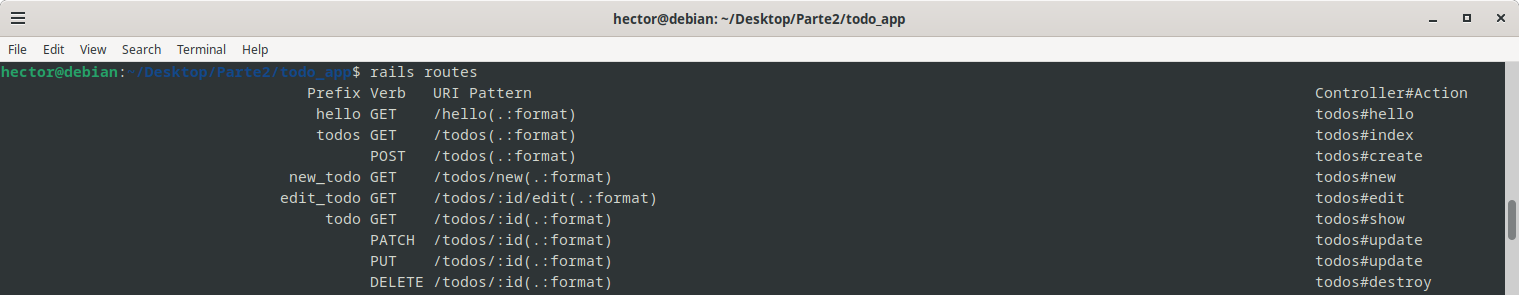 hector@debian: ~/Desktop/Parte2/todo_app
File Edit View Search Terminal Help
hector@debian:~/Desktop/Parte2/todo_app$ rails routes
Prefix Verb URI Pattern Controller#Action
hello GET /hello(.:format) todos#hello
todos GET /todos(.:format) todos#index
POST /todos(.:format) todos#create
new_todo GET /todos/new(.:format) todos#new
edit_todo GET /todos/:id/edit(.:format) todos#edit
todo GET /todos/:id(.:format) todos#show
PATCH /todos/:id(.:format) todos#update
PUT /todos/:id(.:format) todos#update
DELETE /todos/:id(.:format) todos#destroy